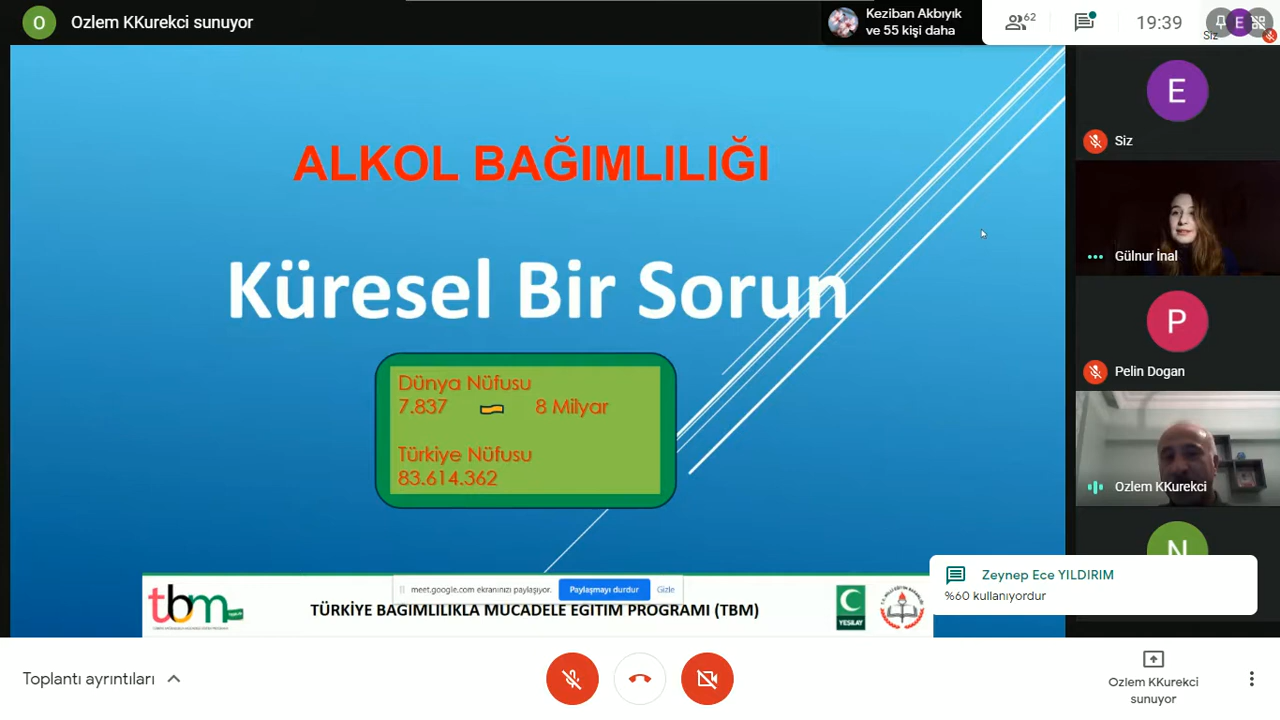 O
Ozlem KKurekci sunuyor
Keziban Akbıyık
ve 55 kişi daha
62
19:39
Siz
E
E
Siz
ALKOL BAĞIMLILIĞI
Küresel Bir Sorun
Dünya Nüfusu
7.837 8 Milyar
Türkiye Nüfusu
83.614.362
Gülnur İnal
P
Pelin Dogan
Ozlem KKurekci
N
Zeynep Ece YILDIRIM
%60 kullanıyordur
meet.google.com ekranınızı paylaşıyor.
Paylaşmayı durdur
Gizle
tbm
TÜRKİYE BAGIMLILIKLA MUCADELE EGITIM PROGRAMI (TBM)
YEŞİLAY
Toplantı ayrıntıları
Ozlem KKurekci
sunuyor